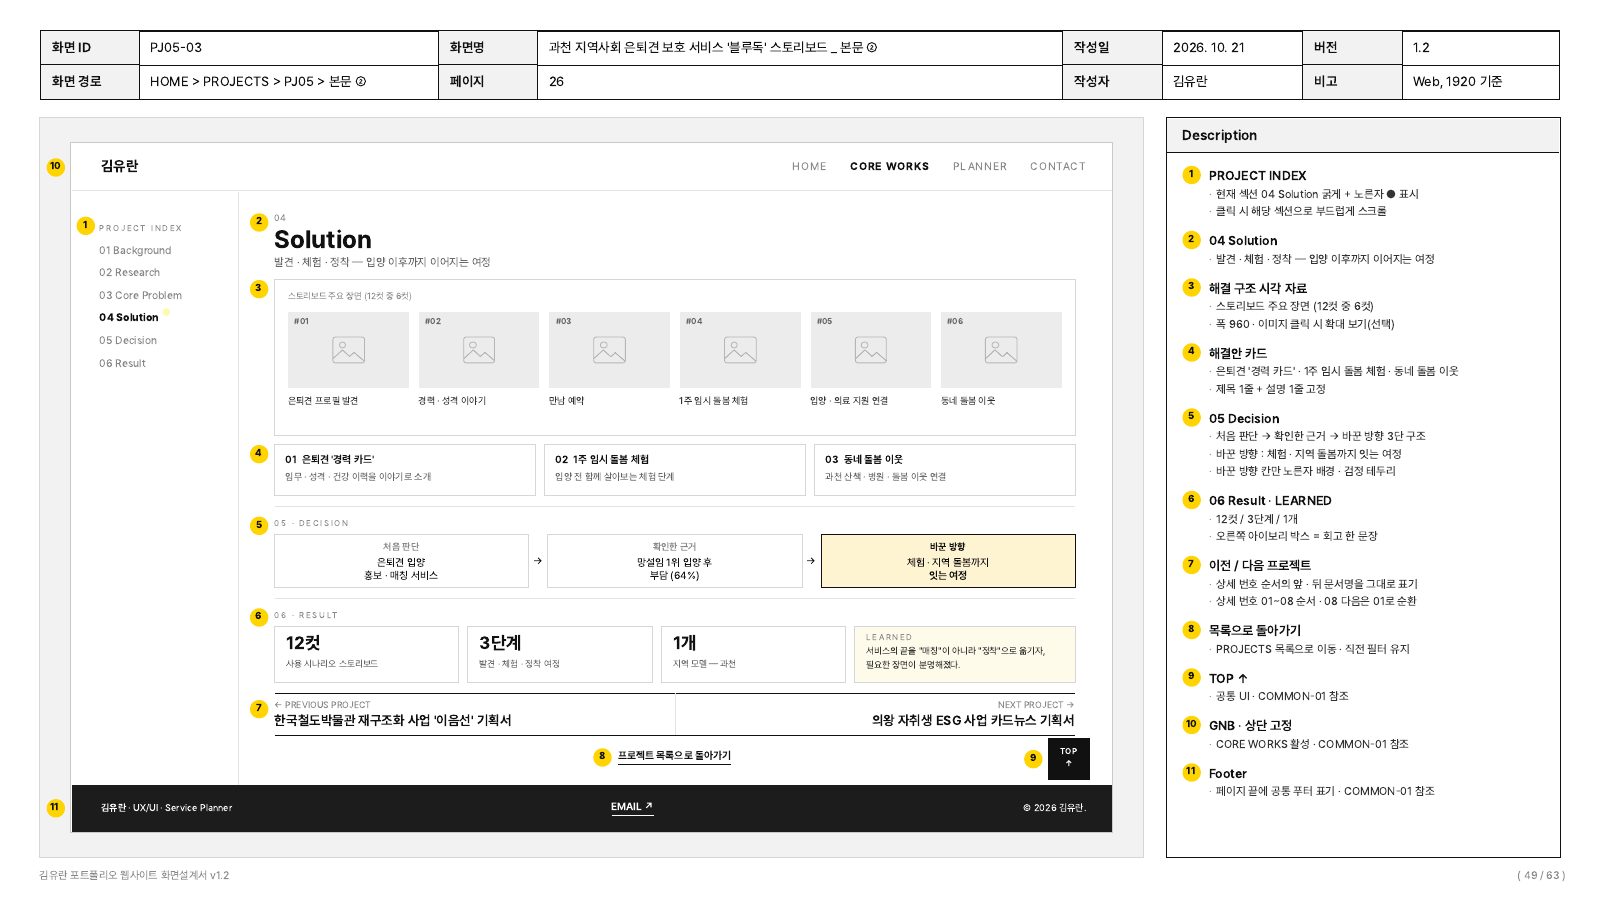 화면 ID PJ05-03 화면명 과천 지역사회 은퇴견 보호 서비스 '블루독' 스토리보드 _ 본문 ② 작성일 2026. 10. 21 버전 1.2
화면 경로 HOME > PROJECTS > PJ05 > 본문 ② 페이지 26 작성자 김유란 비고 Web, 1920 기준
10 김유란 HOME CORE WORKS PLANNER CONTACT
1 PROJECT INDEX
01 Background
02 Research
03 Core Problem
04 Solution
05 Decision
06 Result
2 04
Solution
발견 · 체험 · 정착 — 입양 이후까지 이어지는 여정
3 스토리보드 주요 장면 (12컷 중 6컷)
#01 #02 #03 #04 #05 #06
은퇴견 프로필 발견 경력 · 성격 이야기 만남 예약 1주 임시 돌봄 체험 입양 · 의료 지원 연결 동네 돌봄 이웃
4 01 은퇴견 '경력 카드' 02 1주 임시 돌봄 체험 03 동네 돌봄 이웃
임무 · 성격 · 건강 이력을 이야기로 소개 입양 전 함께 살아보는 체험 단계 과천 산책 · 병원 · 돌봄 이웃 연결
5 05 · DECISION
처음 판단 확인한 근거 바꾼 방향
은퇴견 입양 → 망설임 1위 입양 후 → 체험 · 지역 돌봄까지
홍보 · 매칭 서비스 부담 (64%) 잇는 여정
6 06 · RESULT
12컷 3단계 1개 LEARNED
사용 시나리오 스토리보드 발견 · 체험 · 정착 여정 지역 모델 — 과천 서비스의 끝을 "매칭"이 아니라 "정착"으로 옮기자,
필요한 장면이 분명해졌다.
7 ← PREVIOUS PROJECT NEXT PROJECT →
한국철도박물관 재구조화 사업 '이음선' 기획서 의왕 자취생 ESG 사업 카드뉴스 기획서
8 프로젝트 목록으로 돌아가기 9 TOP
↑
11 김유란 · UX/UI · Service Planner EMAIL ↗ © 2026 김유란.
Description
1 PROJECT INDEX
· 현재 섹션 04 Solution 굵게 + 노른자 ● 표시
· 클릭 시 해당 섹션으로 부드럽게 스크롤
2 04 Solution
· 발견 · 체험 · 정착 — 입양 이후까지 이어지는 여정
3 해결 구조 시각 자료
· 스토리보드 주요 장면 (12컷 중 6컷)
· 폭 960 · 이미지 클릭 시 확대 보기(선택)
4 해결안 카드
· 은퇴견 '경력 카드' · 1주 임시 돌봄 체험 · 동네 돌봄 이웃
· 제목 1줄 + 설명 1줄 고정
5 05 Decision
· 처음 판단 → 확인한 근거 → 바꾼 방향 3단 구조
· 바꾼 방향 : 체험 · 지역 돌봄까지 잇는 여정
· 바꾼 방향 칸만 노른자 배경 · 검정 테두리
6 06 Result · LEARNED
· 12컷 / 3단계 / 1개
· 오른쪽 아이보리 박스 = 회고 한 문장
7 이전 / 다음 프로젝트
· 상세 번호 순서의 앞 · 뒤 문서명을 그대로 표기
· 상세 번호 01~08 순서 · 08 다음은 01로 순환
8 목록으로 돌아가기
· PROJECTS 목록으로 이동 · 직전 필터 유지
9 TOP ↑
· 공통 UI · COMMON-01 참조
10 GNB · 상단 고정
· CORE WORKS 활성 · COMMON-01 참조
11 Footer
· 페이지 끝에 공통 푸터 표기 · COMMON-01 참조
김유란 포트폴리오 웹사이트 화면설계서 v1.2 ( 49 / 63 )